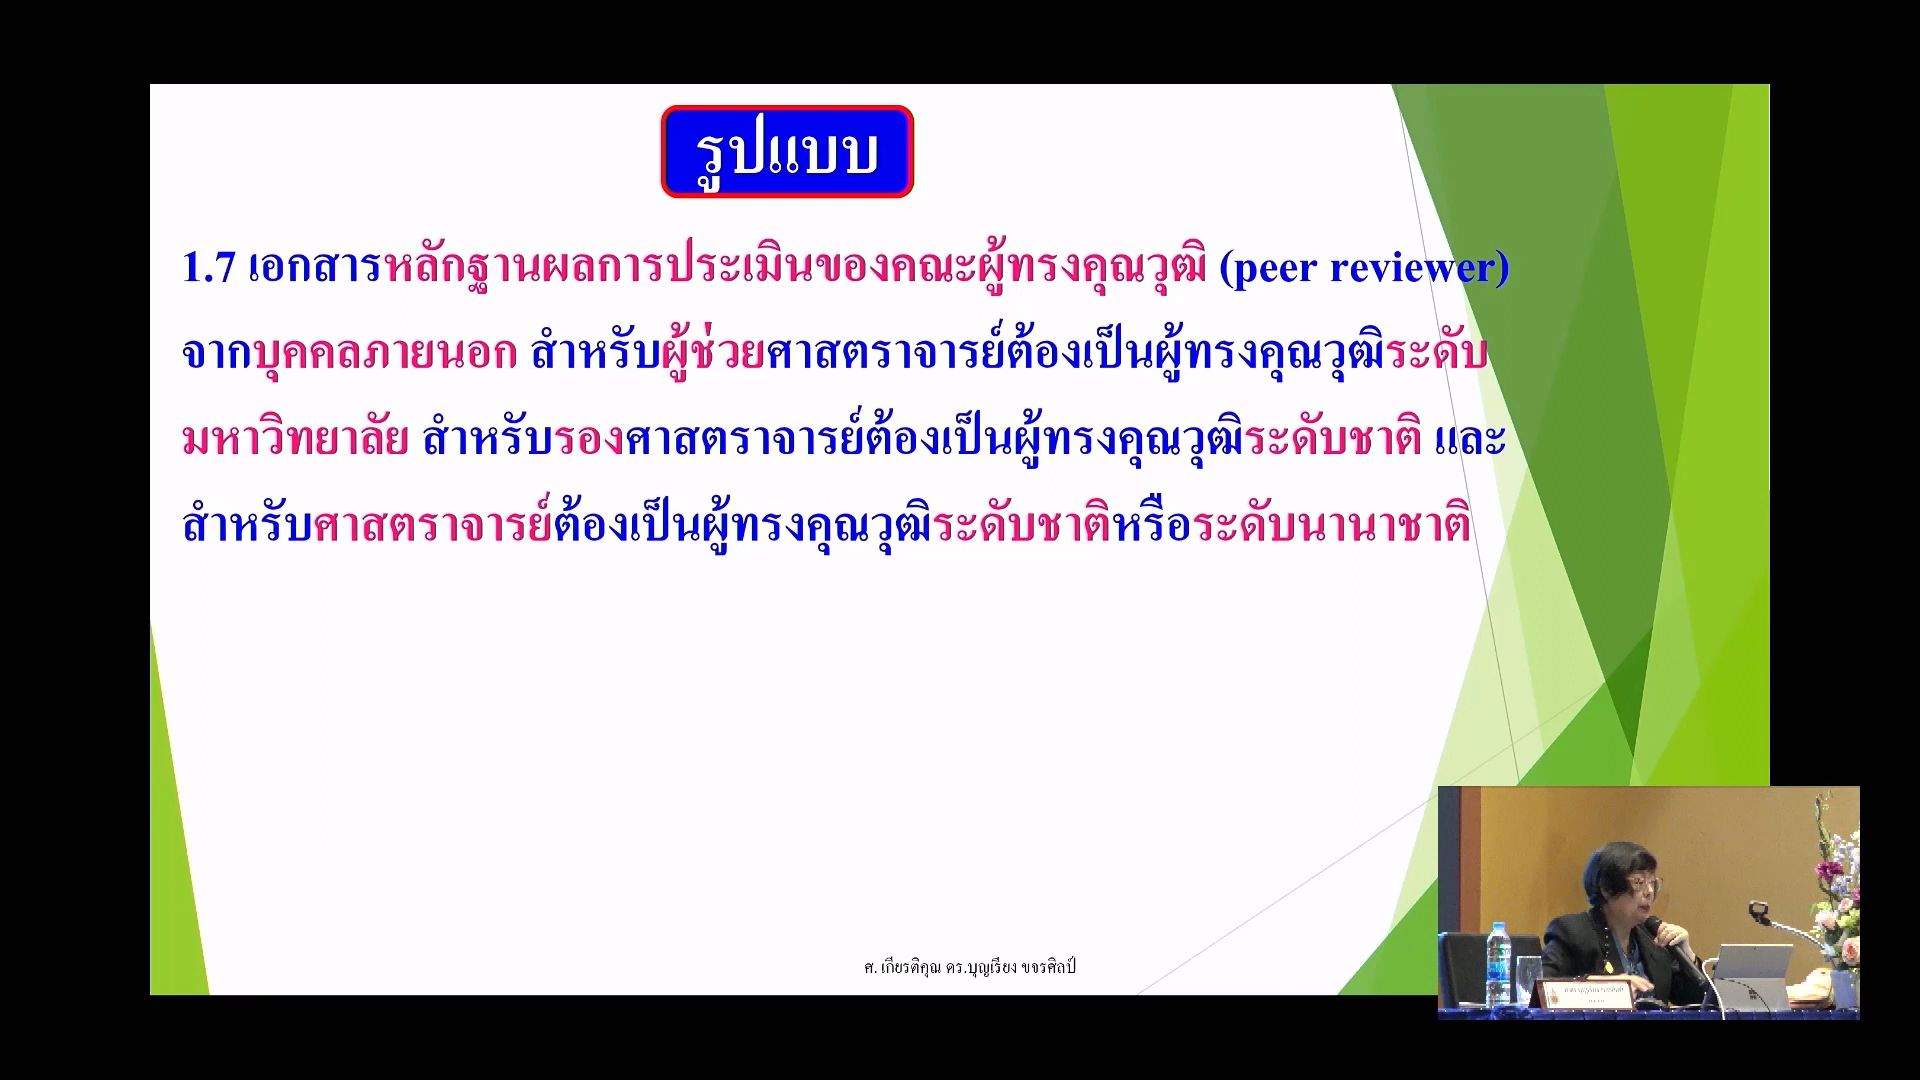 รูปแบบ
1.7 เอกสารหลักฐานผลการประเมินของคณะผู้ทรงคุณวุฒิ (peer reviewer)
จากบุคคลภายนอก สำหรับผู้ช่วยศาสตราจารย์ต้องเป็นผู้ทรงคุณวุฒิระดับ
มหาวิทยาลัย สำหรับรองศาสตราจารย์ต้องเป็นผู้ทรงคุณวุฒิระดับชาติ และ
สำหรับศาสตราจารย์ต้องเป็นผู้ทรงคุณวุฒิระดับชาติหรือระดับนานาชาติ
ศ. เกียรติคุณ ดร.บุญเรียง ขจรศิลป์